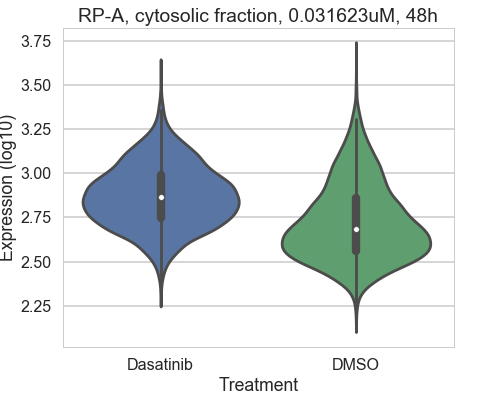 RP-A, cytosolic fraction, 0.031623uM, 48h
3.75
3.50
3.25
3.00
2.75
2.50
2.25
Expression (log10)
Dasatinib DMSO
Treatment